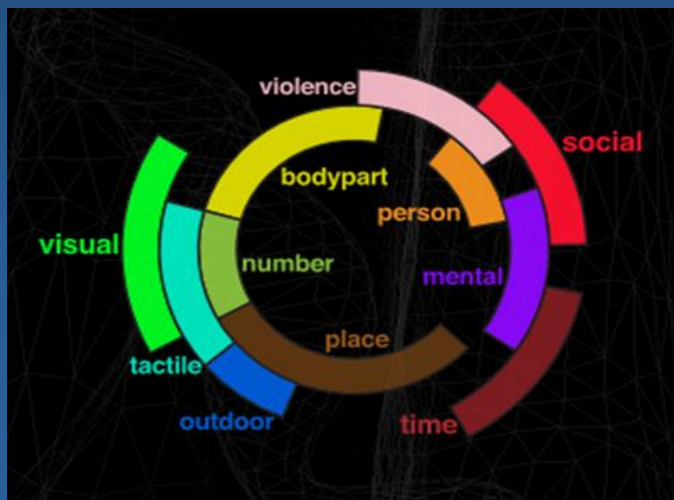 violence
social
bodypart
person
visual
number
mental
place
tactile
outdoor
time